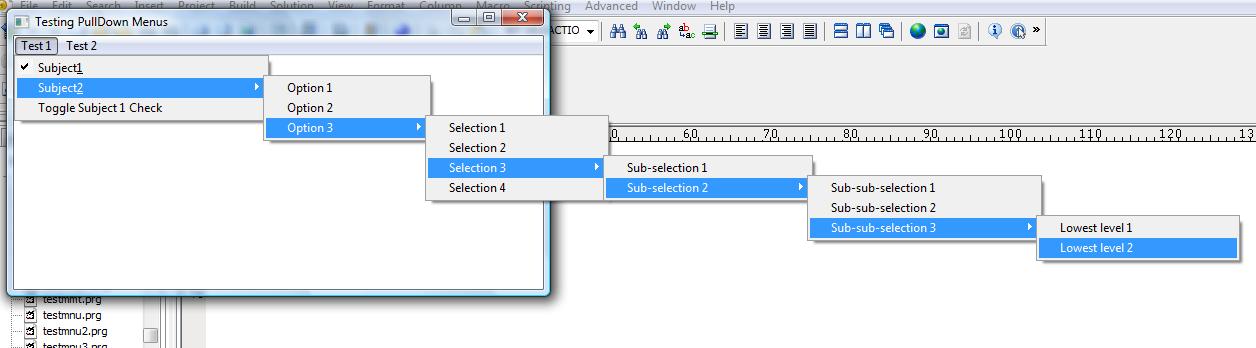 File Edit Search Insert Project Build Solution View Format Column Macro Scripting Advanced Window Help
Testing PullDown Menus
ACTIO
Test 1 Test 2
Subject1
Subject2
Toggle Subject 1 Check
Option 1
Option 2
Option 3
Selection 1
Selection 2
Selection 3
Selection 4
60 70 80 90 100 110 120 13
Sub-selection 1
Sub-selection 2
Sub-sub-selection 1
Sub-sub-selection 2
Sub-sub-selection 3
Lowest level 1
Lowest level 2
testmmt.prg
testmnu.prg
testmnu2.prg
testmnu3.prg